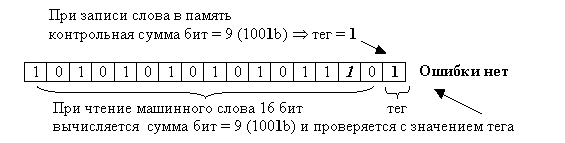 При записи слова в память
контрольная сумма бит = 9 (1001b) ⇒ тег = 1
1 0 1 0 1 0 1 0 1 0 1 0 1 1 1 0 1 Ошибки нет
При чтение машинного слова 16 бит тег
вычисляется сумма бит = 9 (1001b) и проверяется с значением тега